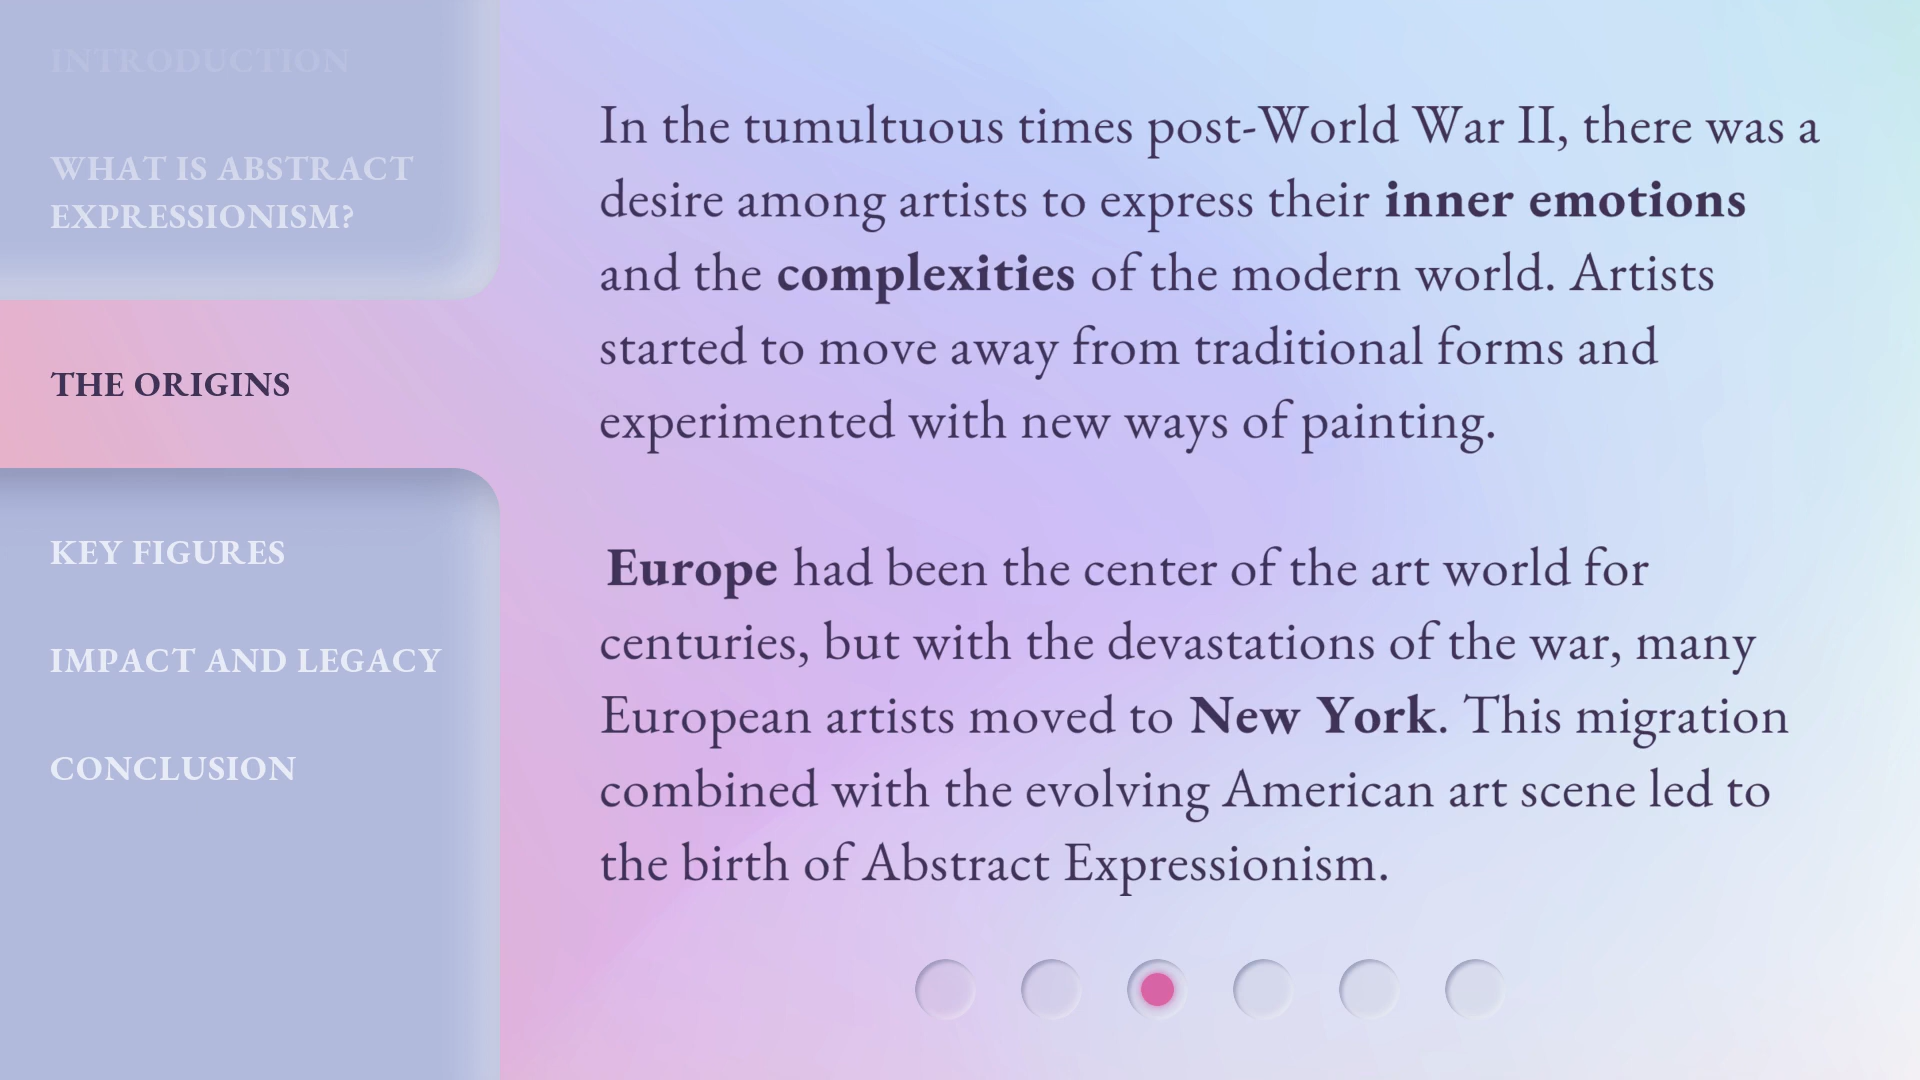 INTRODUCTION
WHAT IS ABSTRACT
EXPRESSIONISM?
THE ORIGINS
KEY FIGURES
IMPACT AND LEGACY
CONCLUSION
In the tumultuous times post-World War II, there was a
desire among artists to express their inner emotions
and the complexities of the modern world. Artists
started to move away from traditional forms and
experimented with new ways of painting.
Europe had been the center of the art world for
centuries, but with the devastations of the war, many
European artists moved to New York. This migration
combined with the evolving American art scene led to
the birth of Abstract Expressionism.